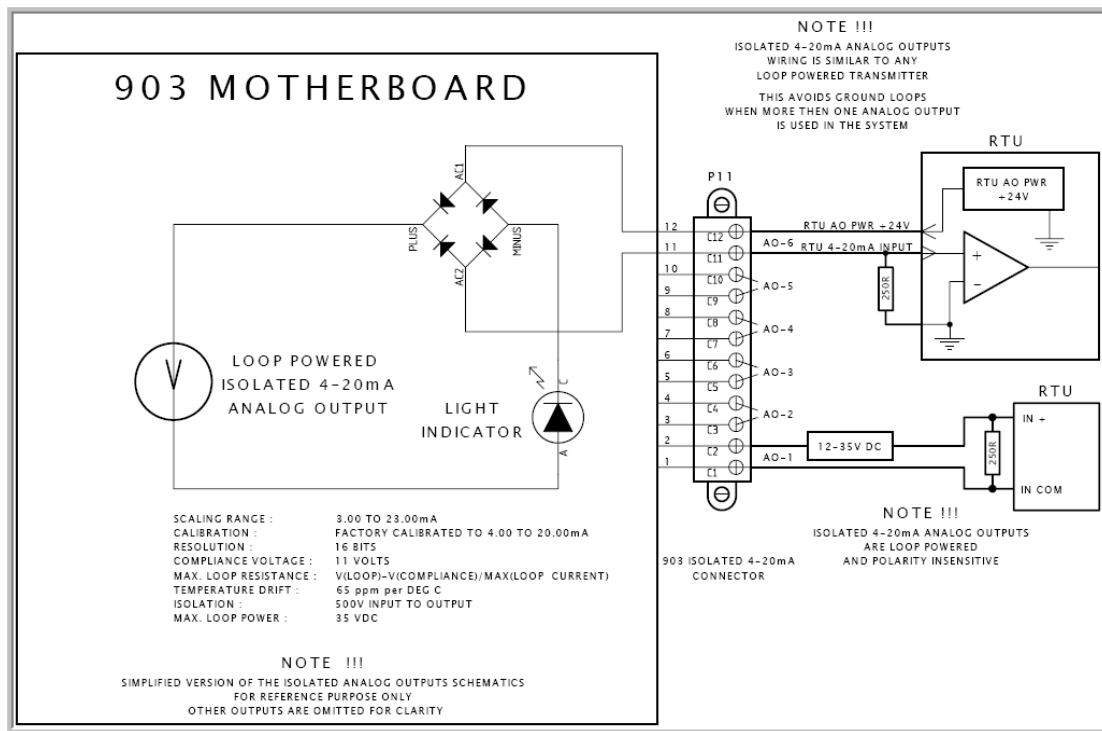 NOTE !!!
ISOLATED 4-20mA ANALOG OUTPUTS
WIRING IS SIMILAR TO ANY
LOOP POWERED TRANSMITTER
THIS AVOIDS GROUND LOOPS
WHEN MORE THEN ONE ANALOG OUTPUT
IS USED IN THE SYSTEM
903 MOTHERBOARD
AC1
PLUS
MINUS
AC2
LOOP POWERED
ISOLATED 4-20mA
ANALOG OUTPUT
LIGHT
INDICATOR
C
A
P11
12
11
10
9
8
7
6
5
4
3
2
1
C12
C11
C10
C9
C8
C7
C6
C5
C4
C3
C2
C1
AO-6
AO-5
AO-4
AO-3
AO-2
AO-1
RTU AO PWR +24V
RTU 4-20mA INPUT
RTU
RTU AO PWR
+24V
+
-
250R
RTU
12-35V DC
IN +
250R
IN COM
NOTE !!!
ISOLATED 4-20mA ANALOG OUTPUTS
ARE LOOP POWERED
AND POLARITY INSENSITIVE
903 ISOLATED 4-20mA
CONNECTOR
SCALING RANGE : 3.00 TO 23.00mA
CALIBRATION : FACTORY CALIBRATED TO 4.00 TO 20.00mA
RESOLUTION : 16 BITS
COMPLIANCE VOLTAGE : 11 VOLTS
MAX. LOOP RESISTANCE : V(LOOP)-V(COMPLIANCE)/MAX(LOOP CURRENT)
TEMPERATURE DRIFT : 65 ppm per DEG C
ISOLATION : 500V INPUT TO OUTPUT
MAX. LOOP POWER : 35 VDC
NOTE !!!
SIMPLIFIED VERSION OF THE ISOLATED ANALOG OUTPUTS SCHEMATICS
FOR REFERENCE PURPOSE ONLY
OTHER OUTPUTS ARE OMITTED FOR CLARITY